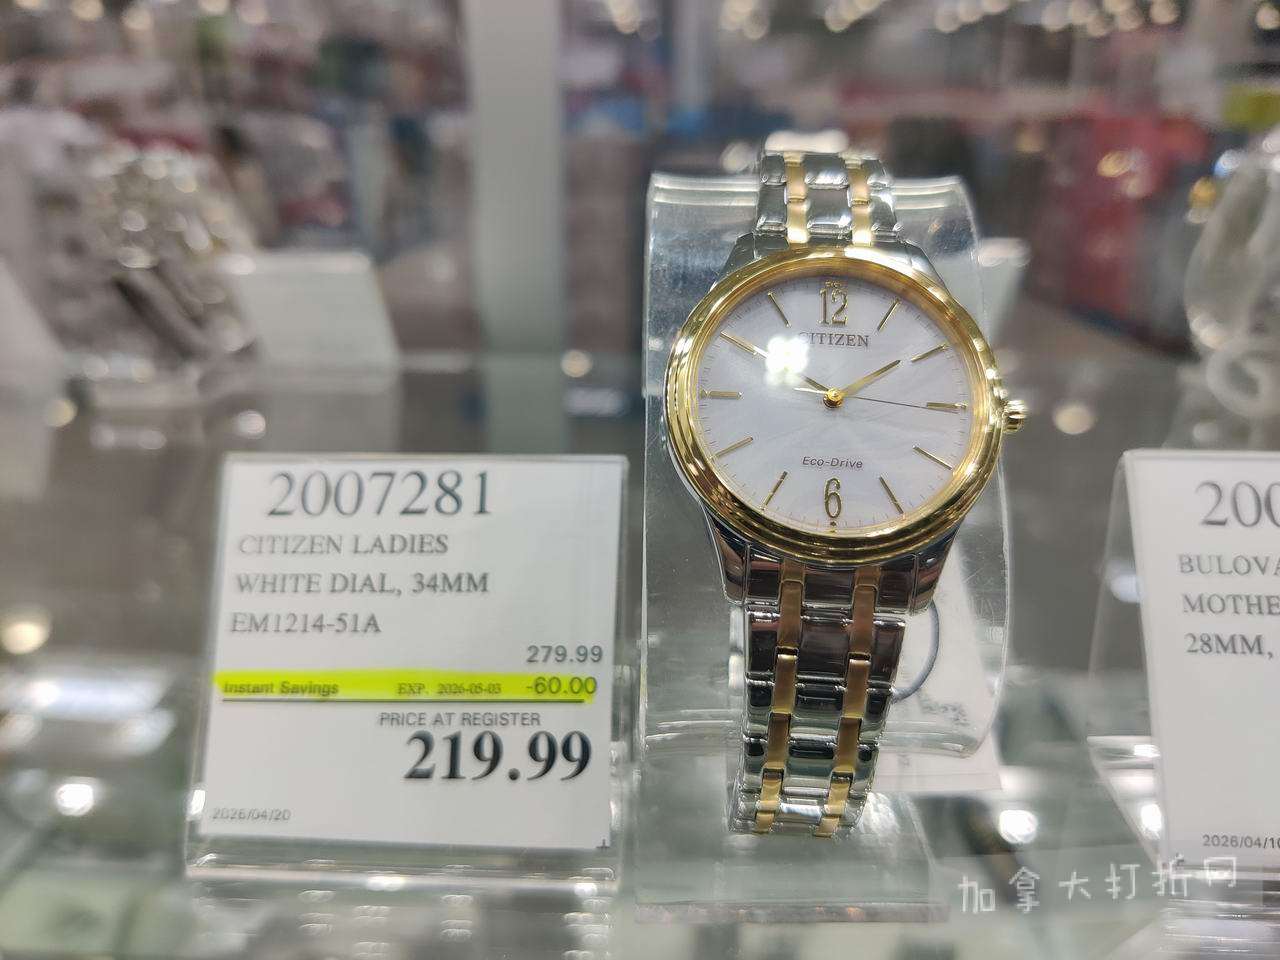 2007281
CITIZEN LADIES
WHITE DIAL, 34MM
EM1214-51A
279.99
Instant Savings EXP. 2026-05-03 -60.00
PRICE AT REGISTER
219.99
2026/04/20
12
CITIZEN
Eco-Drive
6
200
BULOVA
MOTHE
28MM,
2026/04/10
加拿大打折网